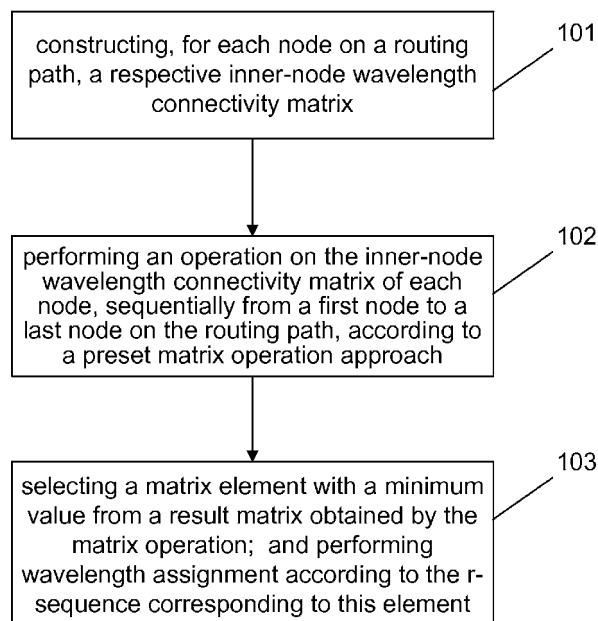 constructing, for each node on a routing
path, a respective inner-node wavelength
connectivity matrix
101
performing an operation on the inner-node
wavelength connectivity matrix of each
node, sequentially from a first node to a
last node on the routing path, according to
a preset matrix operation approach
102
selecting a matrix element with a minimum
value from a result matrix obtained by the
matrix operation; and performing
wavelength assignment according to the r-
sequence corresponding to this element
103